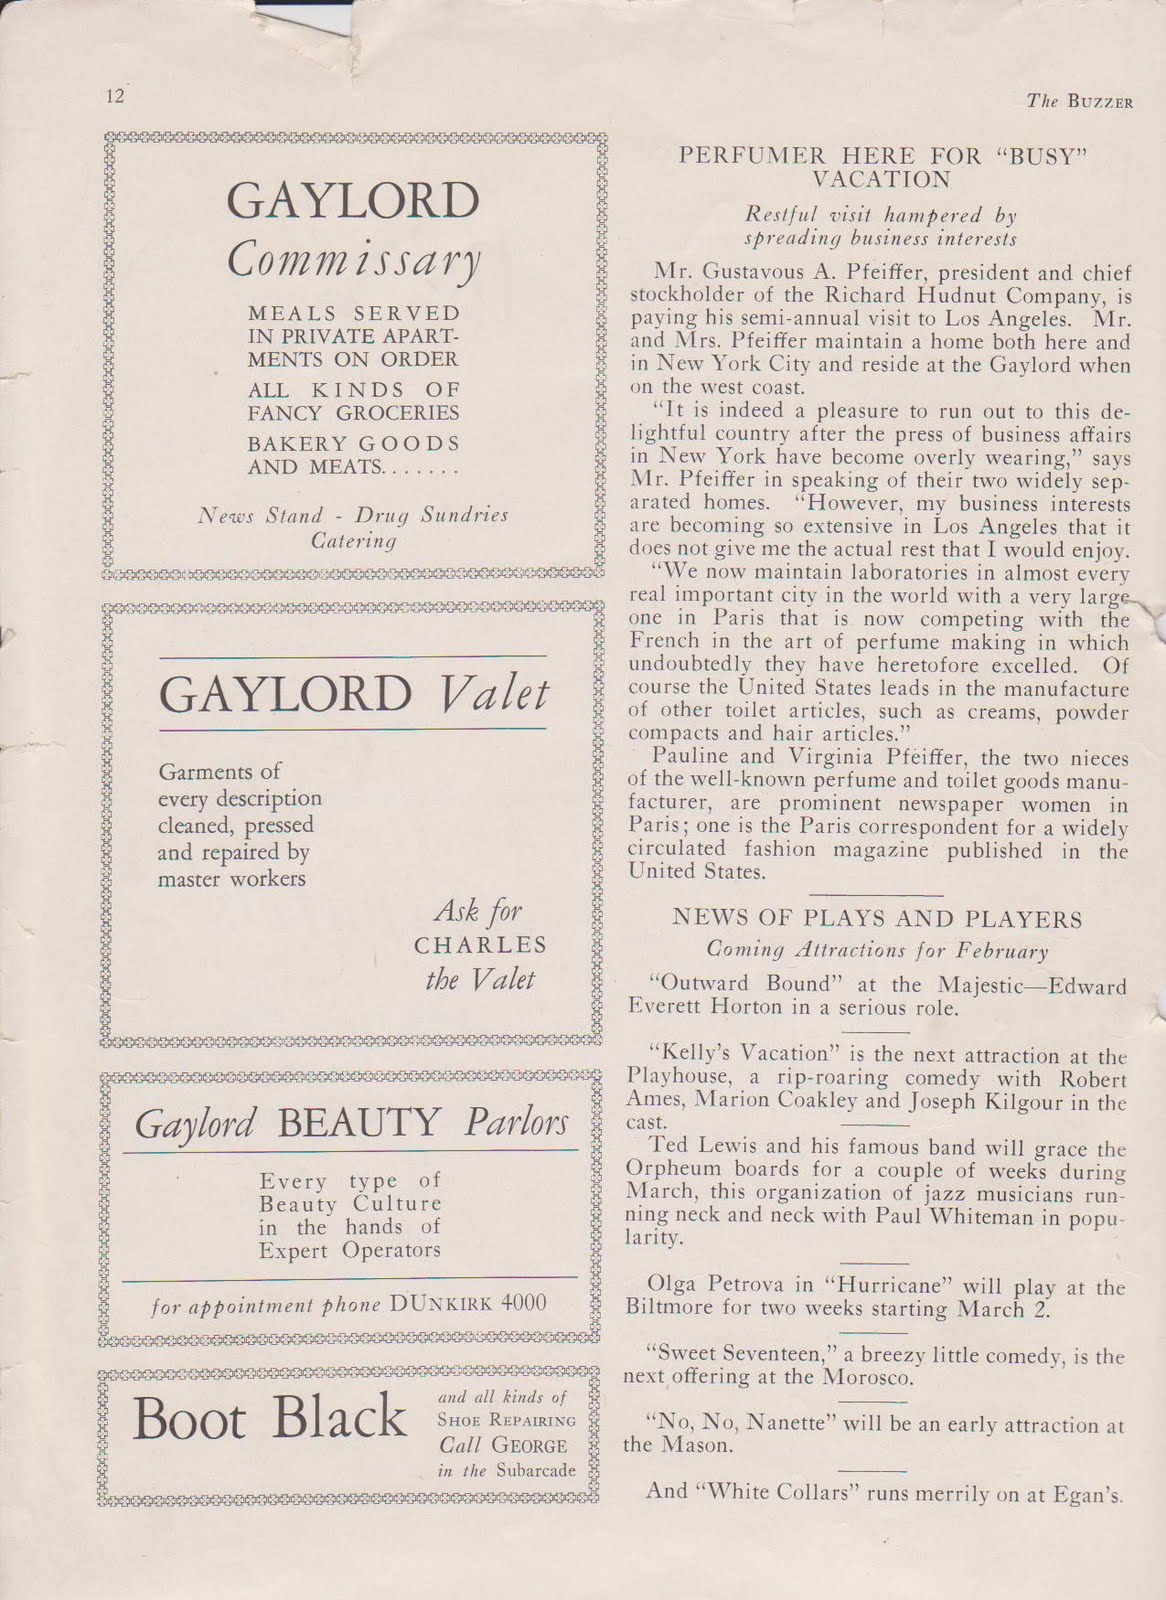 12
The BUZZER
GAYLORD
Commissary
MEALS SERVED
IN PRIVATE APART-
MENTS ON ORDER
ALL KINDS OF
FANCY GROCERIES
BAKERY GOODS
AND MEATS.......
News Stand - Drug Sundries
Catering
GAYLORD Valet
Garments of
every description
cleaned, pressed
and repaired by
master workers
Ask for
CHARLES
the Valet
Gaylord BEAUTY Parlors
Every type of
Beauty Culture
in the hands of
Expert Operators
for appointment phone DUNKIRK 4000
Boot Black
and all kinds of
SHOE REPAIRING
Call GEORGE
in the Subarcade
PERFUMER HERE FOR “BUSY”
VACATION
Restful visit hampered by
spreading business interests
Mr. Gustavous A. Pfeiffer, president and chief
stockholder of the Richard Hudnut Company, is
paying his semi-annual visit to Los Angeles. Mr.
and Mrs. Pfeiffer maintain a home both here and
in New York City and reside at the Gaylord when
on the west coast.
“It is indeed a pleasure to run out to this de-
lightful country after the press of business affairs
in New York have become overly wearing,” says
Mr. Pfeiffer in speaking of their two widely sep-
arated homes. “However, my business interests
are becoming so extensive in Los Angeles that it
does not give me the actual rest that I would enjoy.
“We now maintain laboratories in almost every
real important city in the world with a very large
one in Paris that is now competing with the
French in the art of perfume making in which
undoubtedly they have heretofore excelled. Of
course the United States leads in the manufacture
of other toilet articles, such as creams, powder
compacts and hair articles.”
Pauline and Virginia Pfeiffer, the two nieces
of the well-known perfume and toilet goods manu-
facturer, are prominent newspaper women in
Paris; one is the Paris correspondent for a widely
circulated fashion magazine published in the
United States.
NEWS OF PLAYS AND PLAYERS
Coming Attractions for February
“Outward Bound” at the Majestic—Edward
Everett Horton in a serious role.
“Kelly’s Vacation” is the next attraction at the
Playhouse, a rip-roaring comedy with Robert
Ames, Marion Coakley and Joseph Kilgour in the
cast.
Ted Lewis and his famous band will grace the
Orpheum boards for a couple of weeks during
March, this organization of jazz musicians run-
ning neck and neck with Paul Whiteman in popu-
larity.
Olga Petrova in “Hurricane” will play at the
Biltmore for two weeks starting March 2.
“Sweet Seventeen,” a breezy little comedy, is the
next offering at the Morosco.
“No, No, Nanette” will be an early attraction at
the Mason.
And “White Collars” runs merrily on at Egan’s.